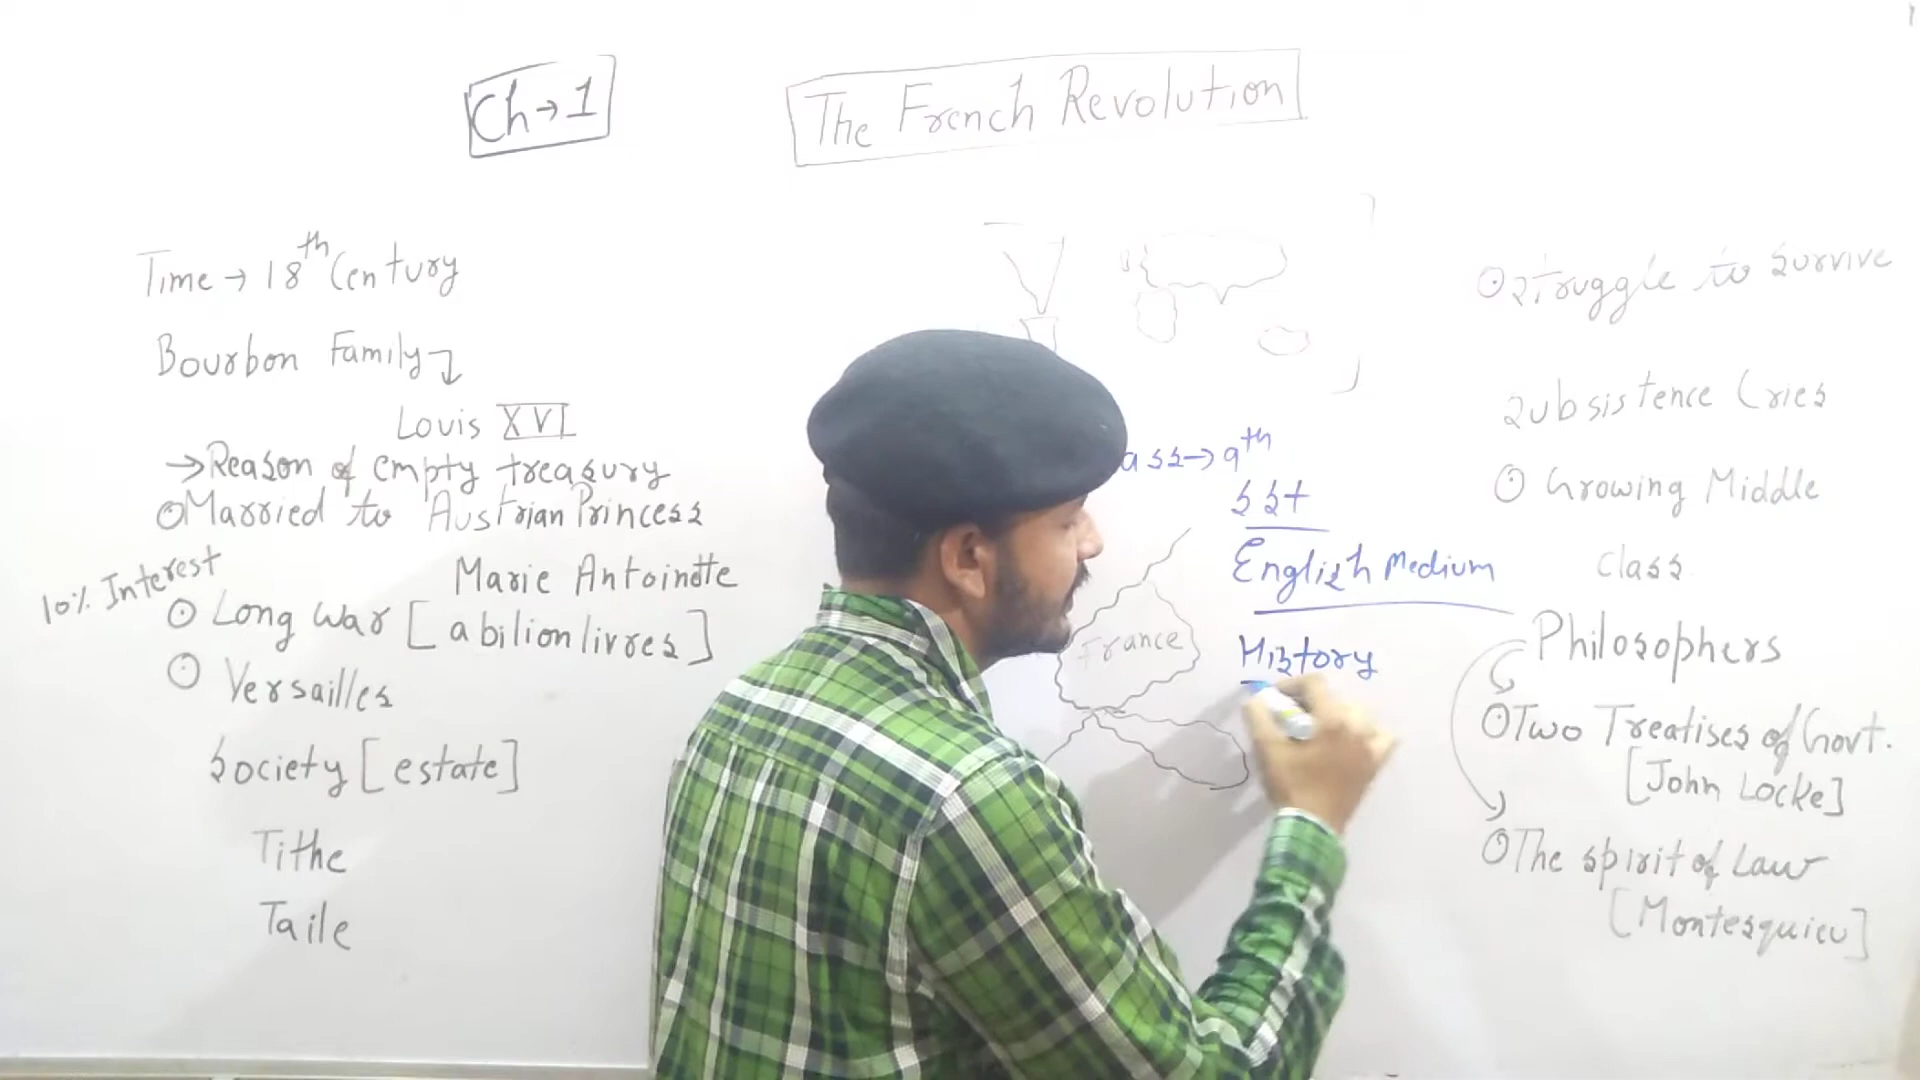 Ch → 1
The French Revolution
Time → 18th Century
Bourbon Family
Louis XVI
→ Reason of empty treasury
Married to Austrian Princess
Marie Antoindte
10% Interest
Long War [a bilion livres]
Versailles
Society [estate]
Tithe
Taile
ass → 9th
SSt
English Medium
History
France
Struggle to Survive
Subsistence Cries
Growing Middle
Class
Philosophers
Two Treatises of Govt.
[John Locke]
The spirit of Law
[Montesquieu]